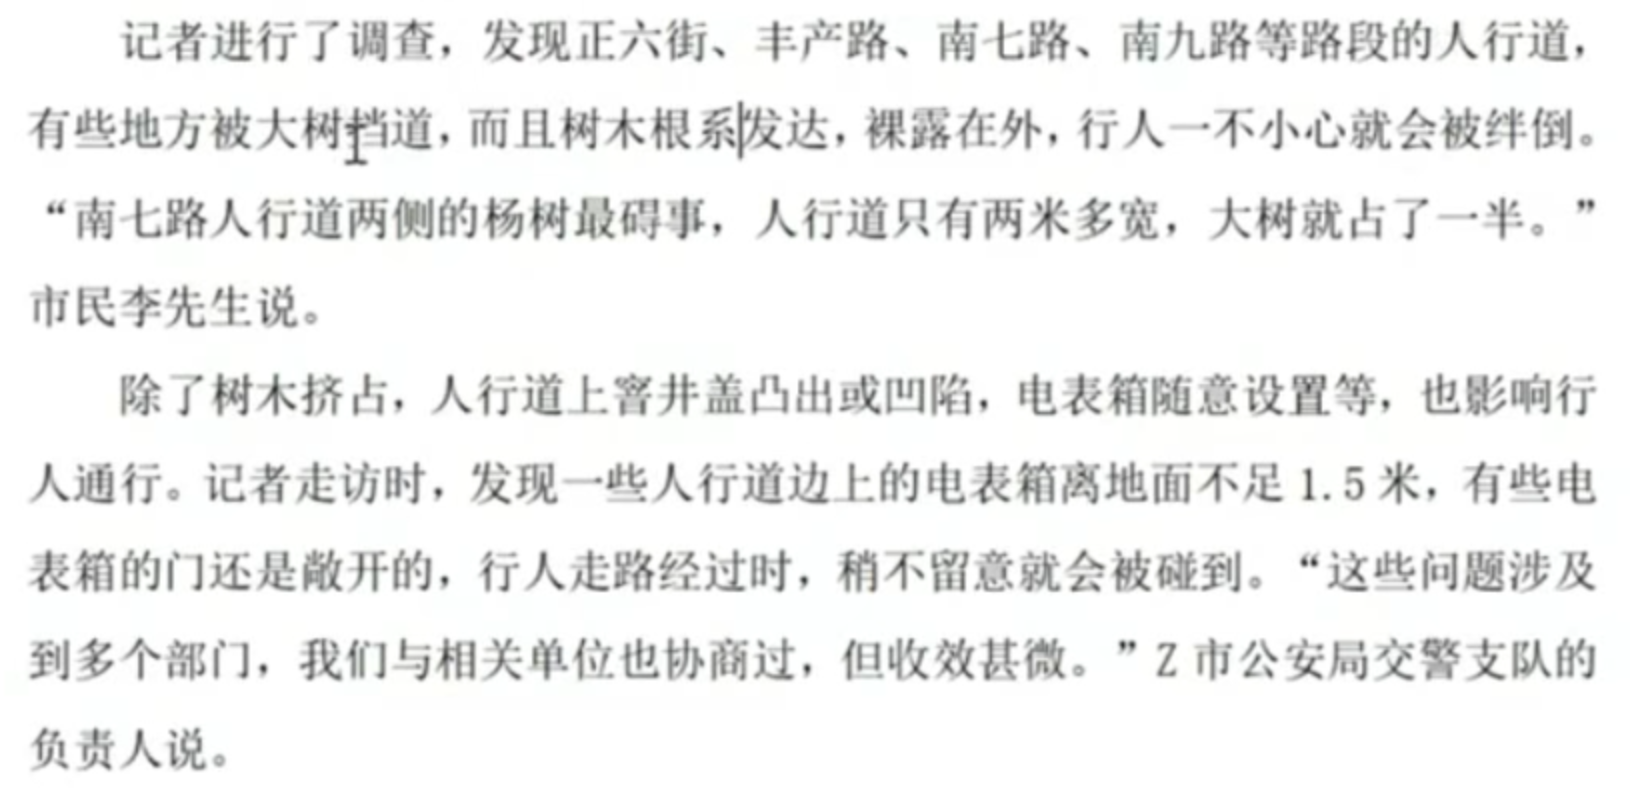 记者进行了调查，发现正六街、丰产路、南七路、南九路等路段的人行道，
有些地方被大树挡道，而且树木根系发达，裸露在外，行人一不小心就会被绊倒。
“南七路人行道两侧的杨树最碍事，人行道只有两米多宽，大树就占了一半。”
市民李先生说。
除了树木挤占，人行道上窨井盖凸出或凹陷，电表箱随意设置等，也影响行
人通行。记者走访时，发现一些人行道边上的电表箱离地面不足1.5米，有些电
表箱的门还是敞开的，行人走路经过时，稍不留意就会被碰到。“这些问题涉及
到多个部门，我们与相关单位也协商过，但收效甚微。”Z市公安局交警支队的
负责人说。